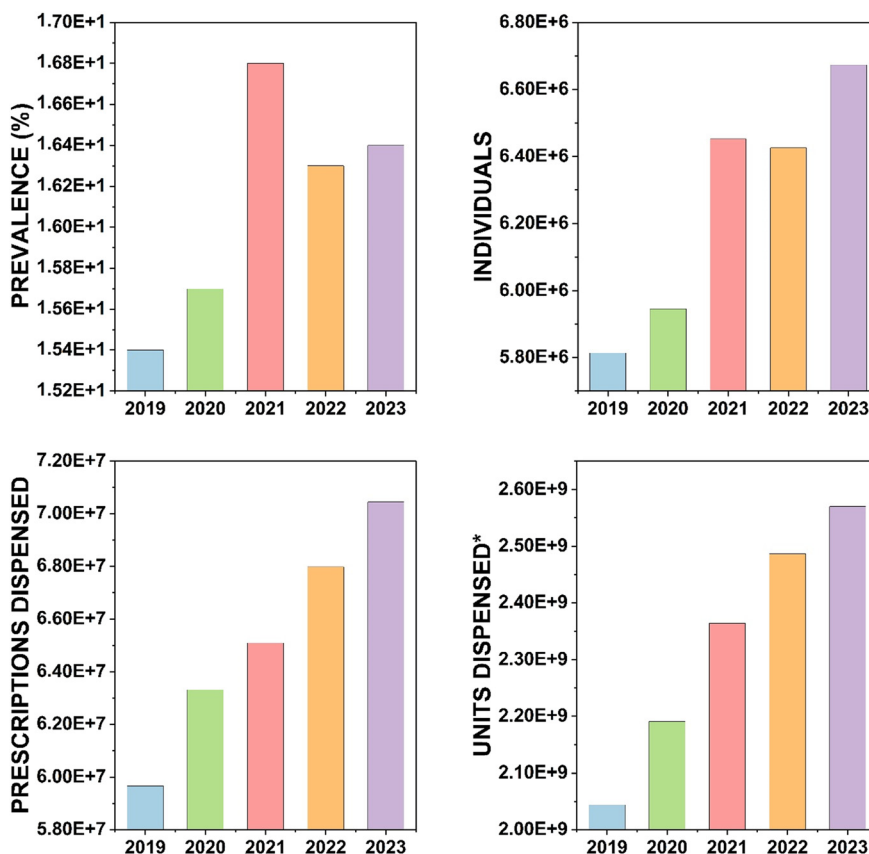 PREVALENCE (%)
1.70E+1
1.68E+1
1.66E+1
1.64E+1
1.62E+1
1.60E+1
1.58E+1
1.56E+1
1.54E+1
1.52E+1
2019 2020 2021 2022 2023
INDIVIDUALS
6.80E+6
6.60E+6
6.40E+6
6.20E+6
6.00E+6
5.80E+6
2019 2020 2021 2022 2023
PRESCRIPTIONS DISPENSED
7.20E+7
7.00E+7
6.80E+7
6.60E+7
6.40E+7
6.20E+7
6.00E+7
5.80E+7
2019 2020 2021 2022 2023
UNITS DISPENSED*
2.60E+9
2.50E+9
2.40E+9
2.30E+9
2.20E+9
2.10E+9
2.00E+9
2019 2020 2021 2022 2023